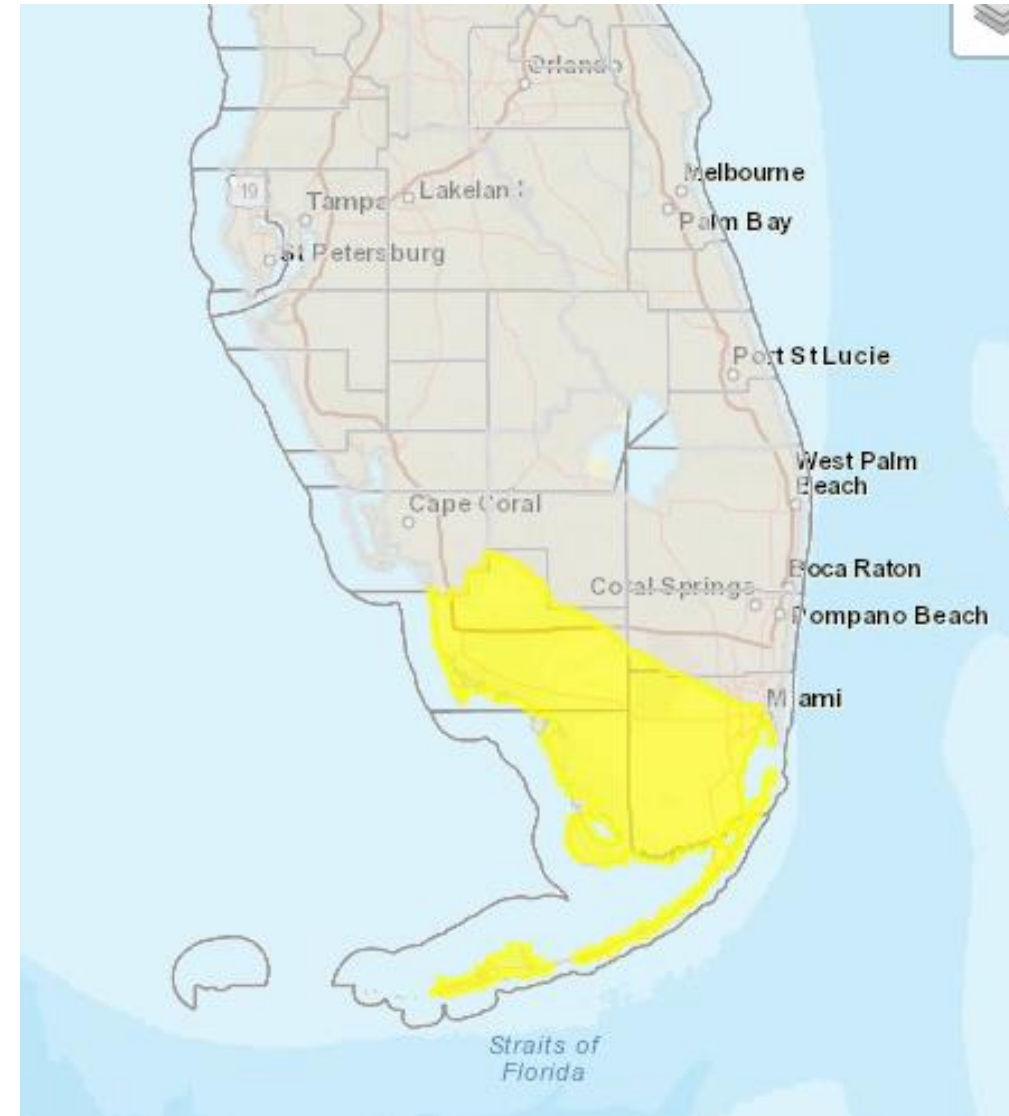 Orlando
Melbourne
19
Tampa
Lakelan
Palm Bay
St Petersburg
Port St Lucie
West Palm
Beach
Cape Coral
Boca Raton
Coral Springs
Pompano Beach
Miami
Straits of
Florida